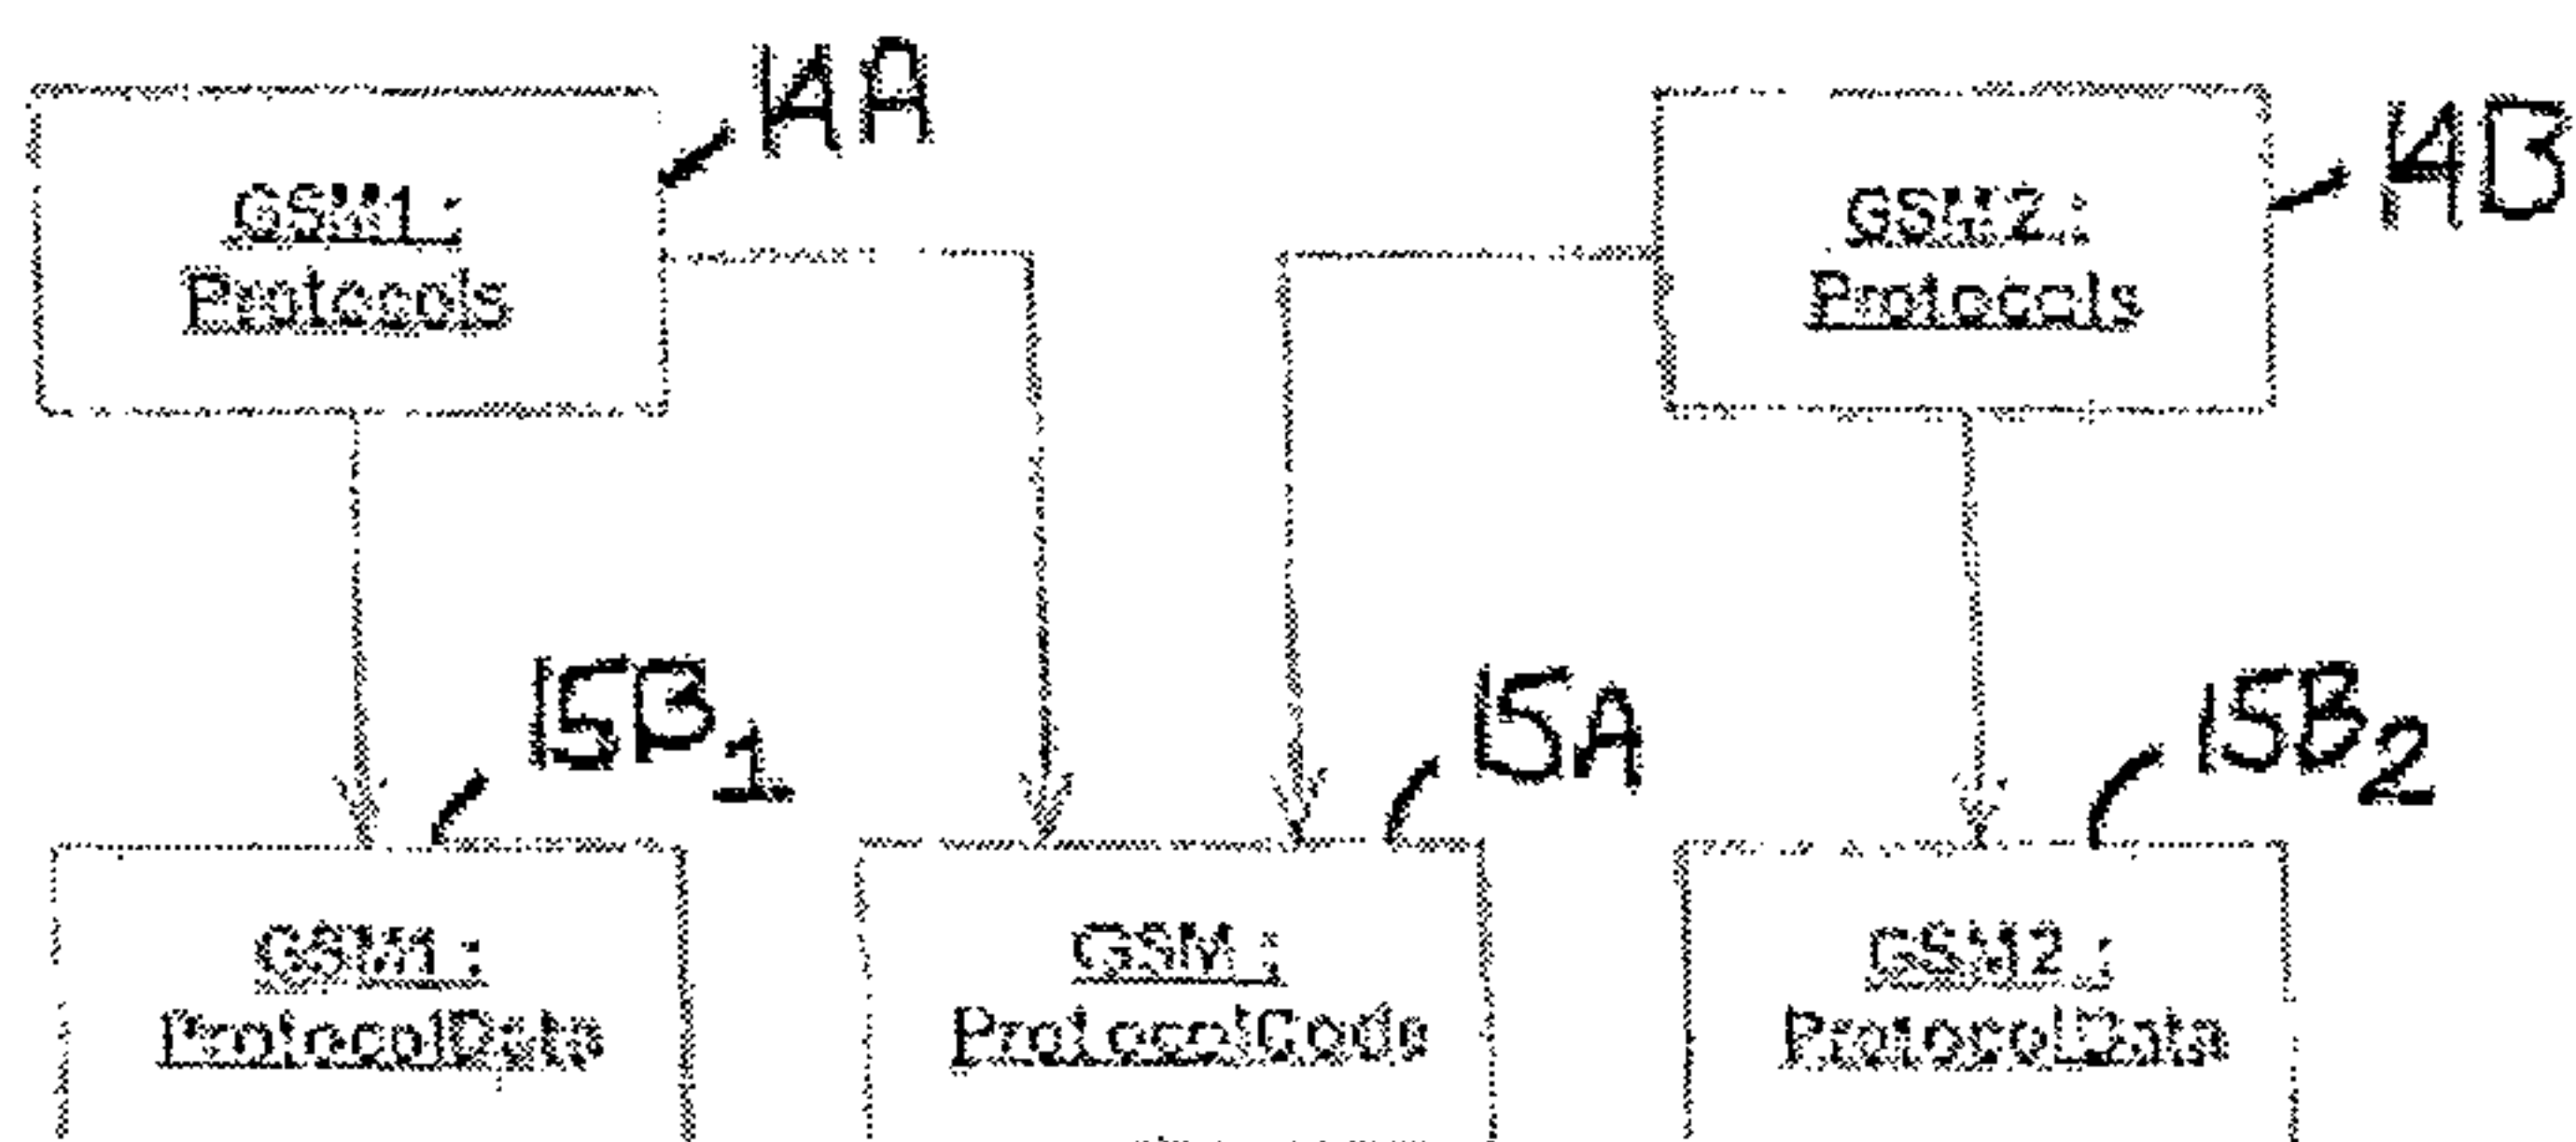 14A
14B
GSM1 :
Protocols
GSM2 :
Protocols
15B1
15A
15B2
GSM1 :
ProtocolData
GSM :
ProtocolCode
GSM2 :
ProtocolData